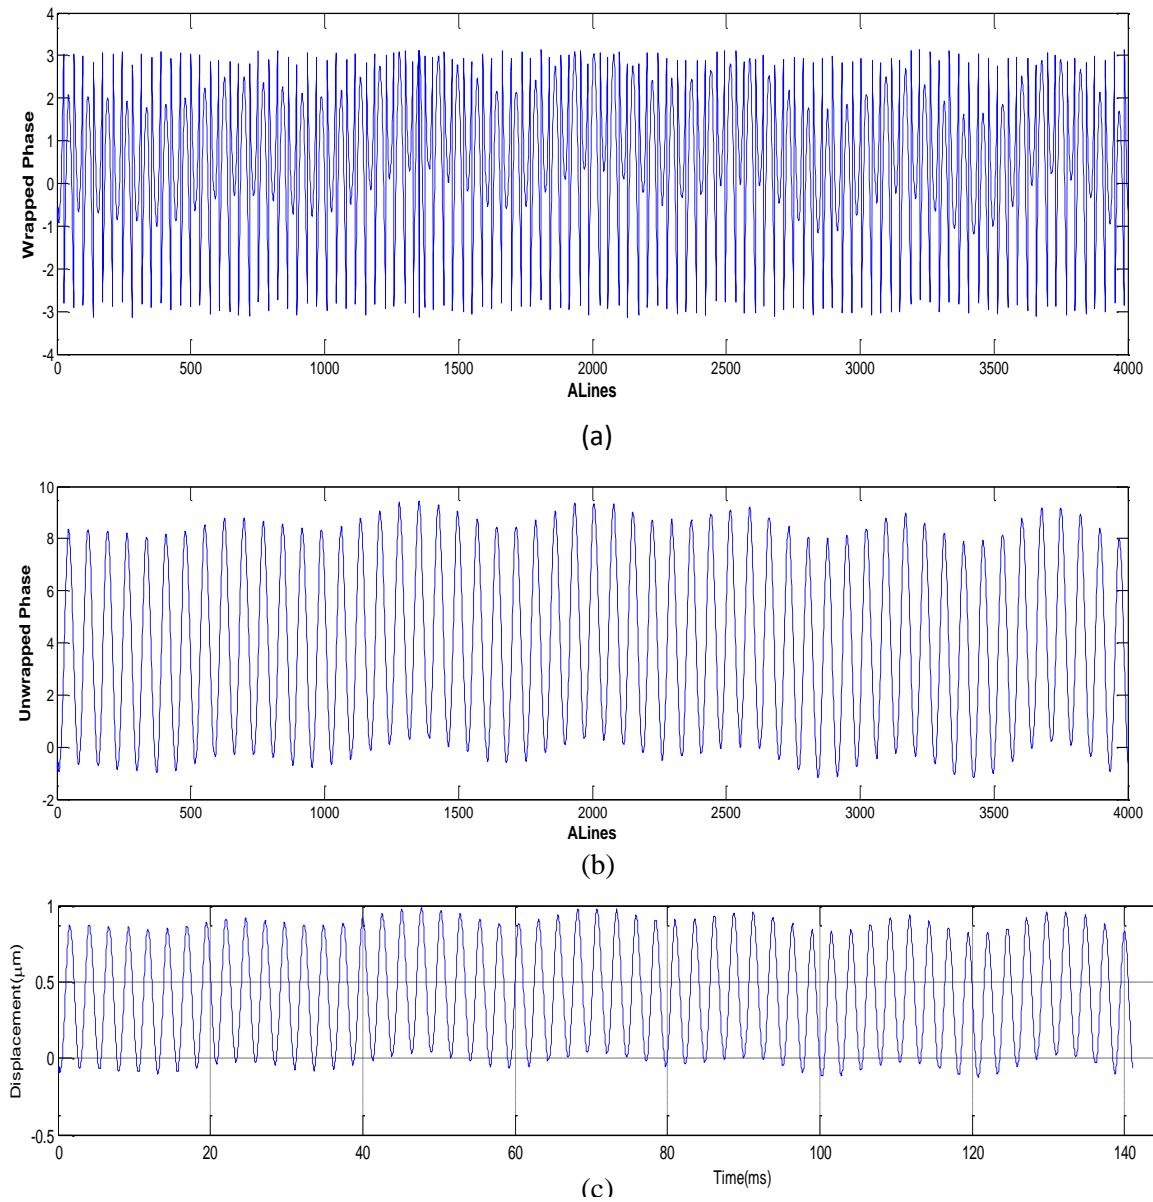 4
3
2
1
0
-1
-2
-3
-4
Wrapped Phase
0 500 1000 1500 2000 2500 3000 3500 4000
ALines
(a)
10
8
6
4
2
0
-2
Unwrapped Phase
0 500 1000 1500 2000 2500 3000 3500 4000
ALines
(b)
1
0.5
0
-0.5
Displacement(μm)
0 20 40 60 80 100 120 140
Time(ms)
(c)